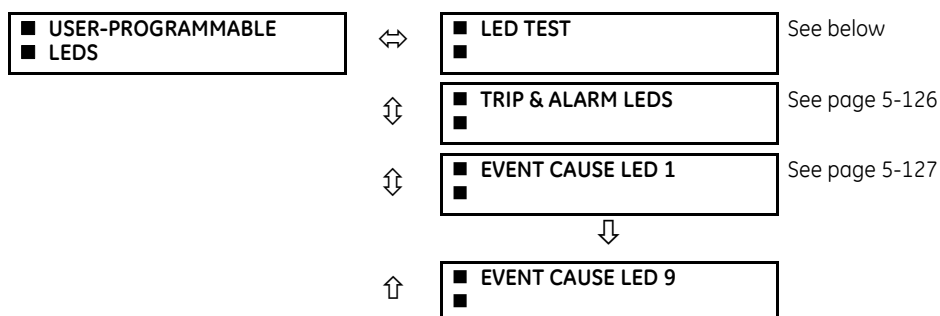 ■ USER-PROGRAMMABLE
■ LEDS
■ LED TEST
■
See below
■ TRIP & ALARM LEDS
■
See page 5-126
■ EVENT CAUSE LED 1
■
See page 5-127
■ EVENT CAUSE LED 9
■